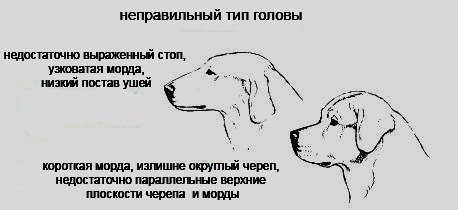 неправильный тип головы
недостаточно выраженный стоп,
узковатая морда,
низкий постав ушей
короткая морда, излишне округлый череп,
недостаточно параллельные верхние
плоскости черепа и морды